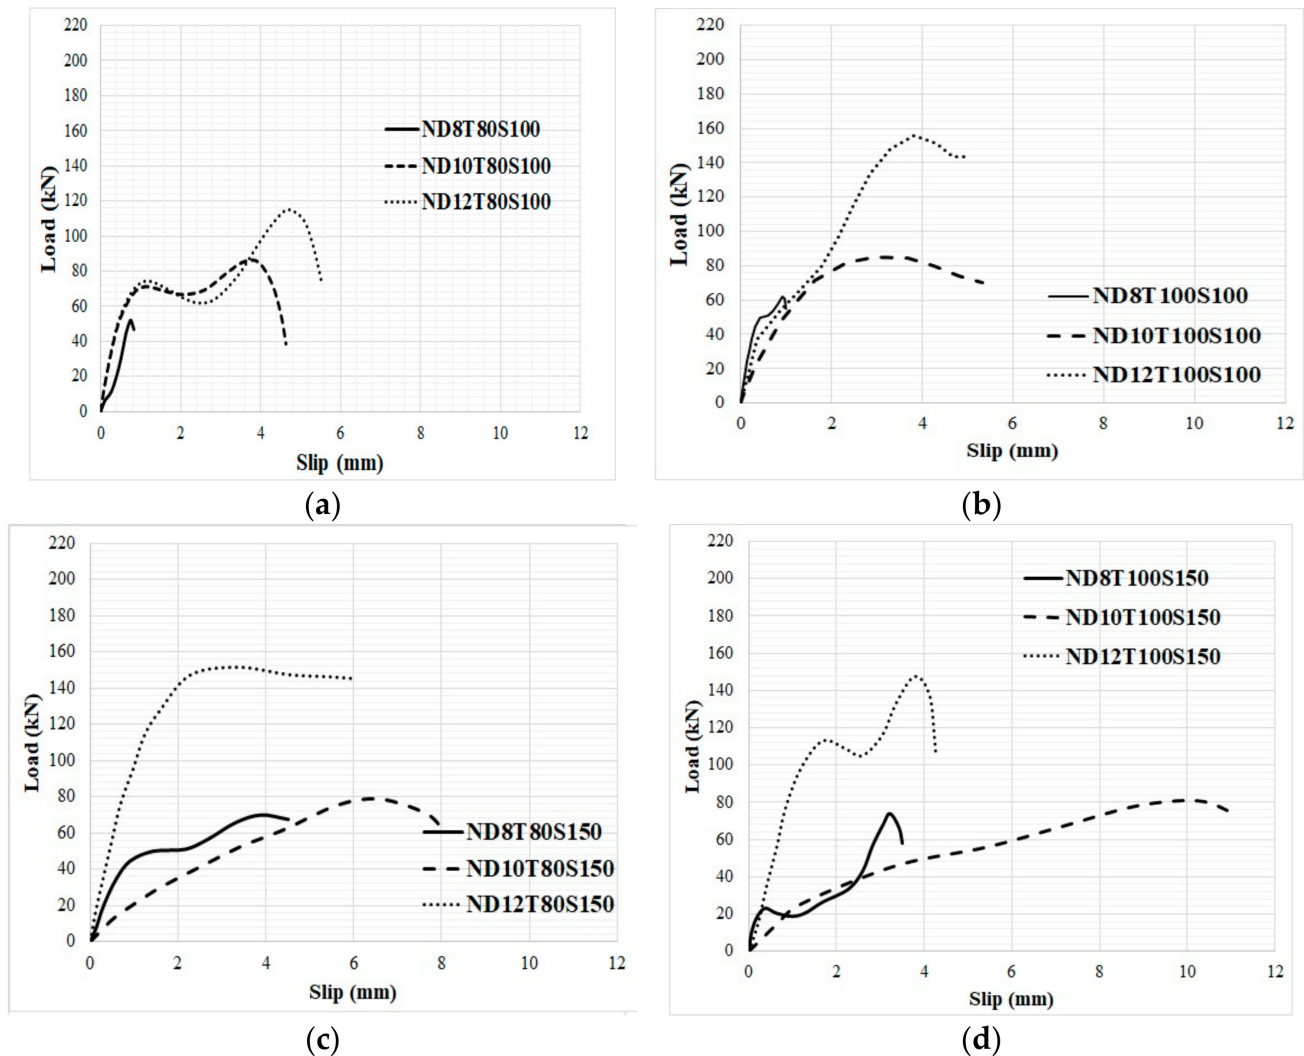 220
200
180
160
140
120
100
80
60
40
20
0
Load (kN)
ND8T80S100
ND10T80S100
ND12T80S100
0 2 4 6 8 10 12
Slip (mm)
(a)
220
200
180
160
140
120
100
80
60
40
20
0
Load (kN)
ND8T100S100
ND10T100S100
ND12T100S100
0 2 4 6 8 10 12
Slip (mm)
(b)
220
200
180
160
140
120
100
80
60
40
20
0
Load (kN)
ND8T80S150
ND10T80S150
ND12T80S150
0 2 4 6 8 10 12
Slip (mm)
(c)
220
200
180
160
140
120
100
80
60
40
20
0
Load (kN)
ND8T100S150
ND10T100S150
ND12T100S150
0 2 4 6 8 10 12
Slip (mm)
(d)